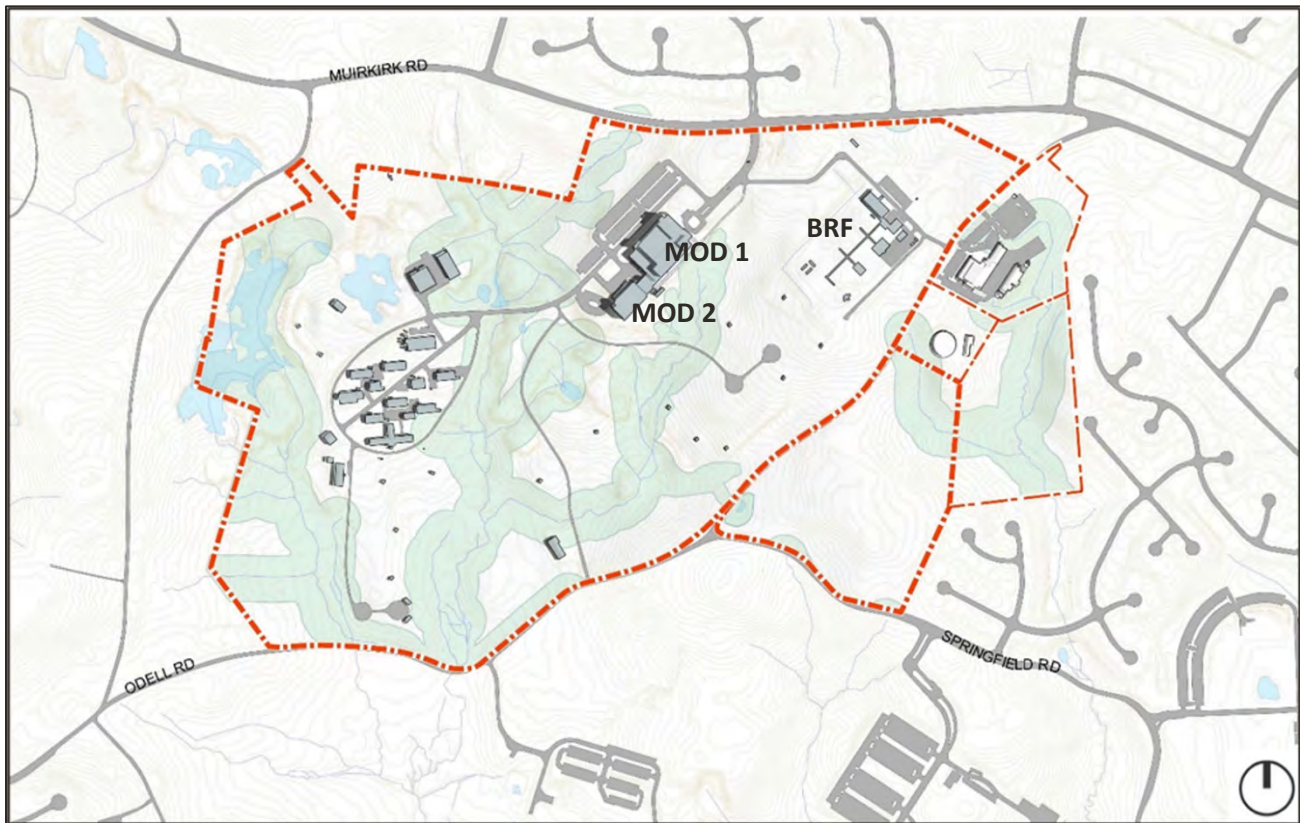 MUIRKIRK RD
BRF
MOD 1
MOD 2
ODELL RD
SPRINGFIELD RD